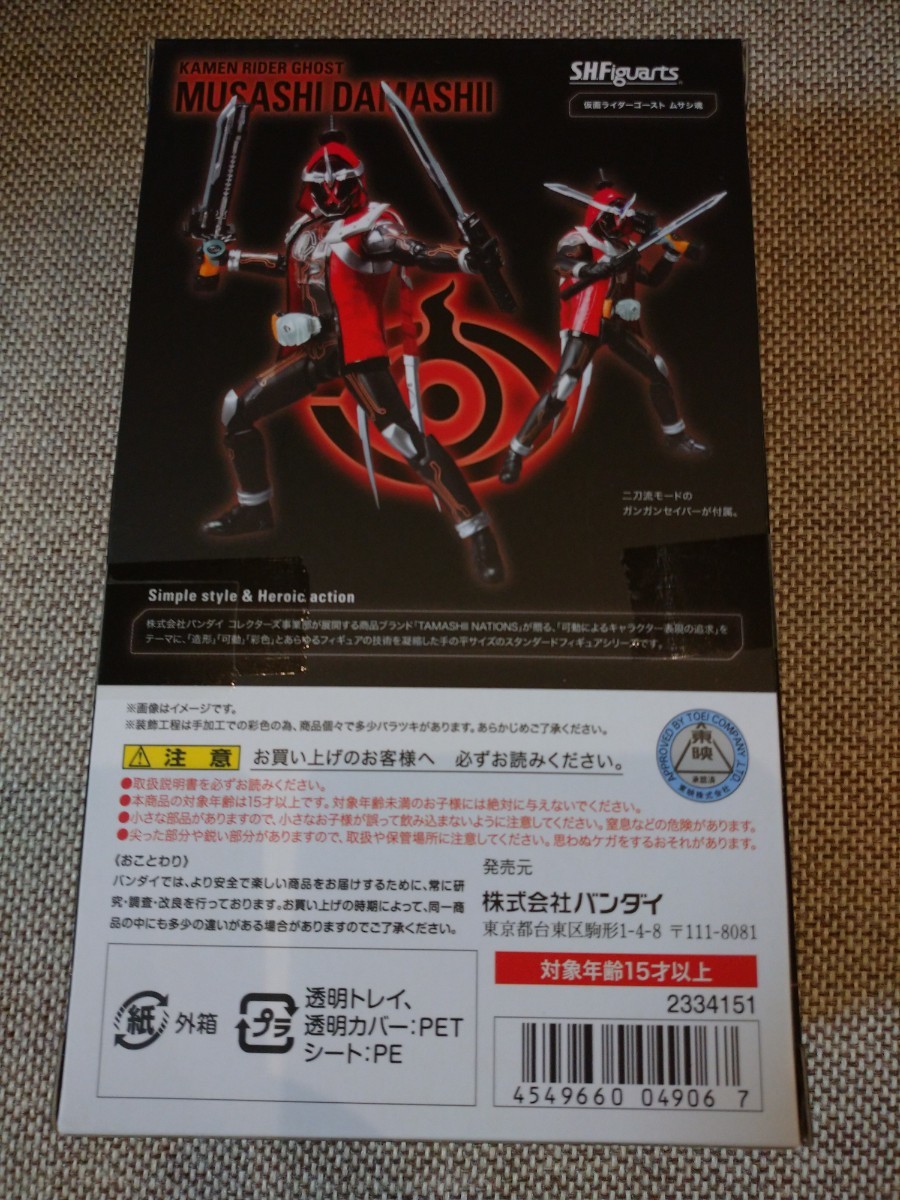 KAMEN RIDER GHOST
MUSASHI DAMASHII
S.H.Figuarts
仮面ライダーゴースト ムサシ魂
二刀流モードの
ガンガンセイバーが付属。
Simple style & Heroic action
株式会社バンダイ コレクターズ事業部が展開する商品ブランド「TAMASHII NATIONS」が贈る、「可動によるキャラクター表現の追求」を
テーマに、「造形」「可動」「彩色」とあらゆるフィギュアの技術を凝縮した手の平サイズのスタンダードフィギュアシリーズです。
※画像はイメージです。
※装飾工程は手加工での彩色の為、商品個々で多少バラツキがあります。あらかじめご了承ください。
注意 お買い上げのお客様へ 必ずお読みください。
●取扱説明書を必ずお読みください。
●本商品の対象年齢は15才以上です。対象年齢未満のお子様には絶対に与えないでください。
●小さな部品がありますので、小さなお子様が誤って飲み込まないように注意してください。窒息などの危険があります。
●尖った部分や鋭い部分がありますので、取扱や保管場所に注意してください。思わぬケガをするおそれがあります。
APPROVED BY TOEI COMPANY, LTD.
東映
承認済
東映株式会社
《おことわり》
バンダイでは、より安全で楽しい商品をお届けするために、常に研
究・調査・改良を行っております。お買い上げの時期によって、同一商
品の中にも多少の違いがある場合がありますのでご了承ください。
発売元
株式会社バンダイ
東京都台東区駒形1-4-8 〒111-8081
対象年齢15才以上
2334151
紙 外箱
プラ 透明トレイ、
透明カバー:PET
シート:PE
4549660 04906 7